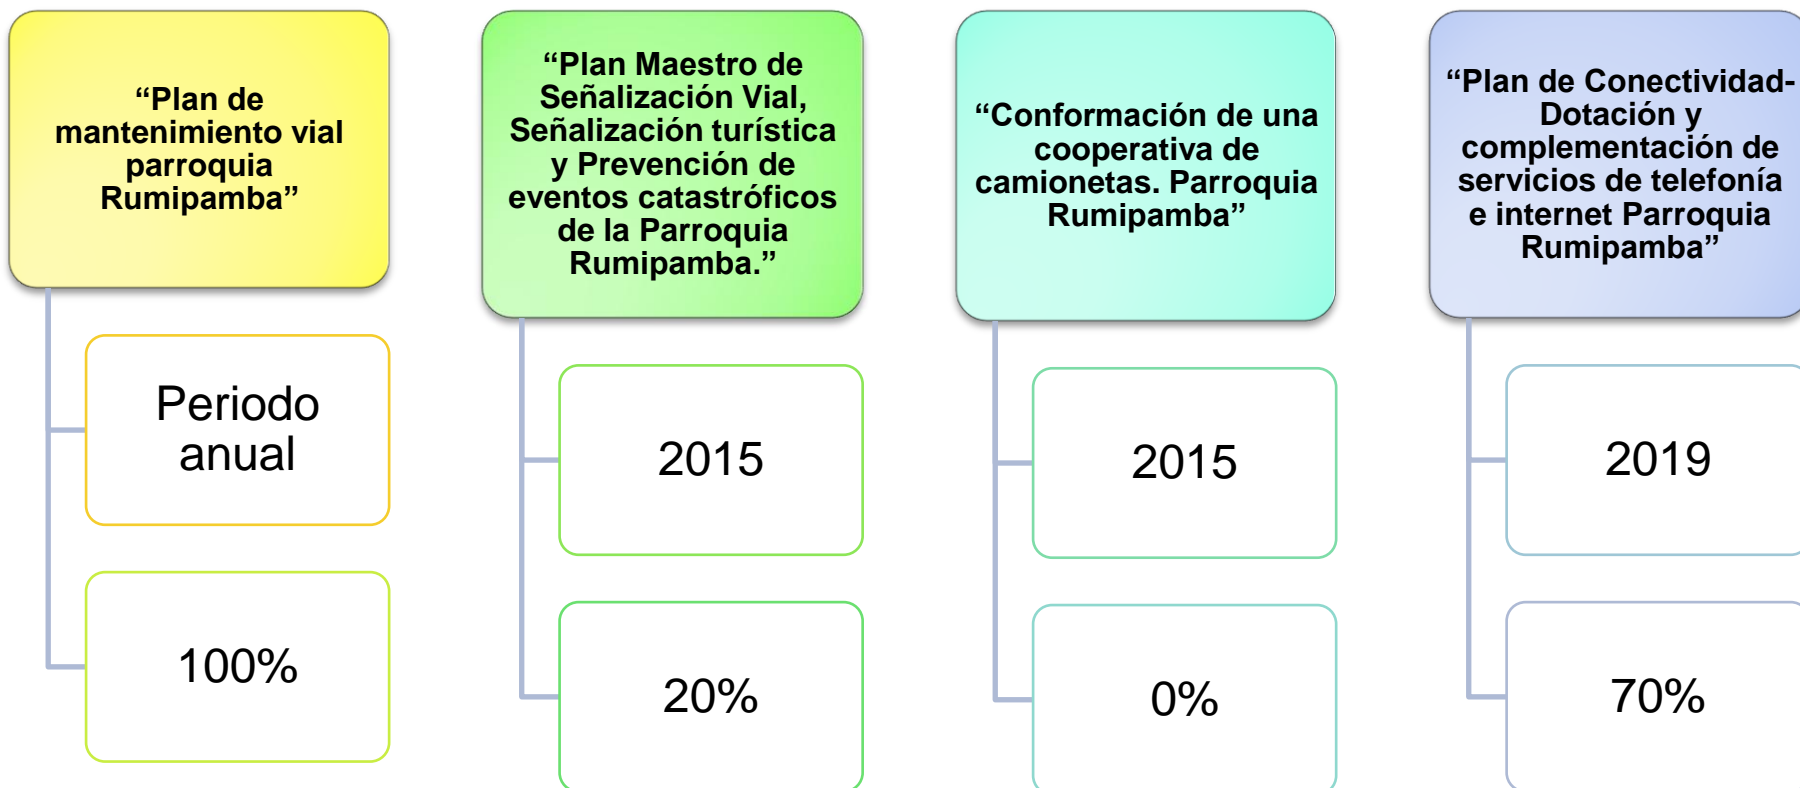 “Plan de
mantenimiento vial
parroquia
Rumipamba”
Periodo
anual
100%
“Plan Maestro de
Señalización Vial,
Señalización turística
y Prevención de
eventos catastróficos
de la Parroquia
Rumipamba.”
2015
20%
“Conformación de una
cooperativa de
camionetas. Parroquia
Rumipamba”
2015
0%
“Plan de Conectividad-
Dotación y
complementación de
servicios de telefonía
e internet Parroquia
Rumipamba”
2019
70%